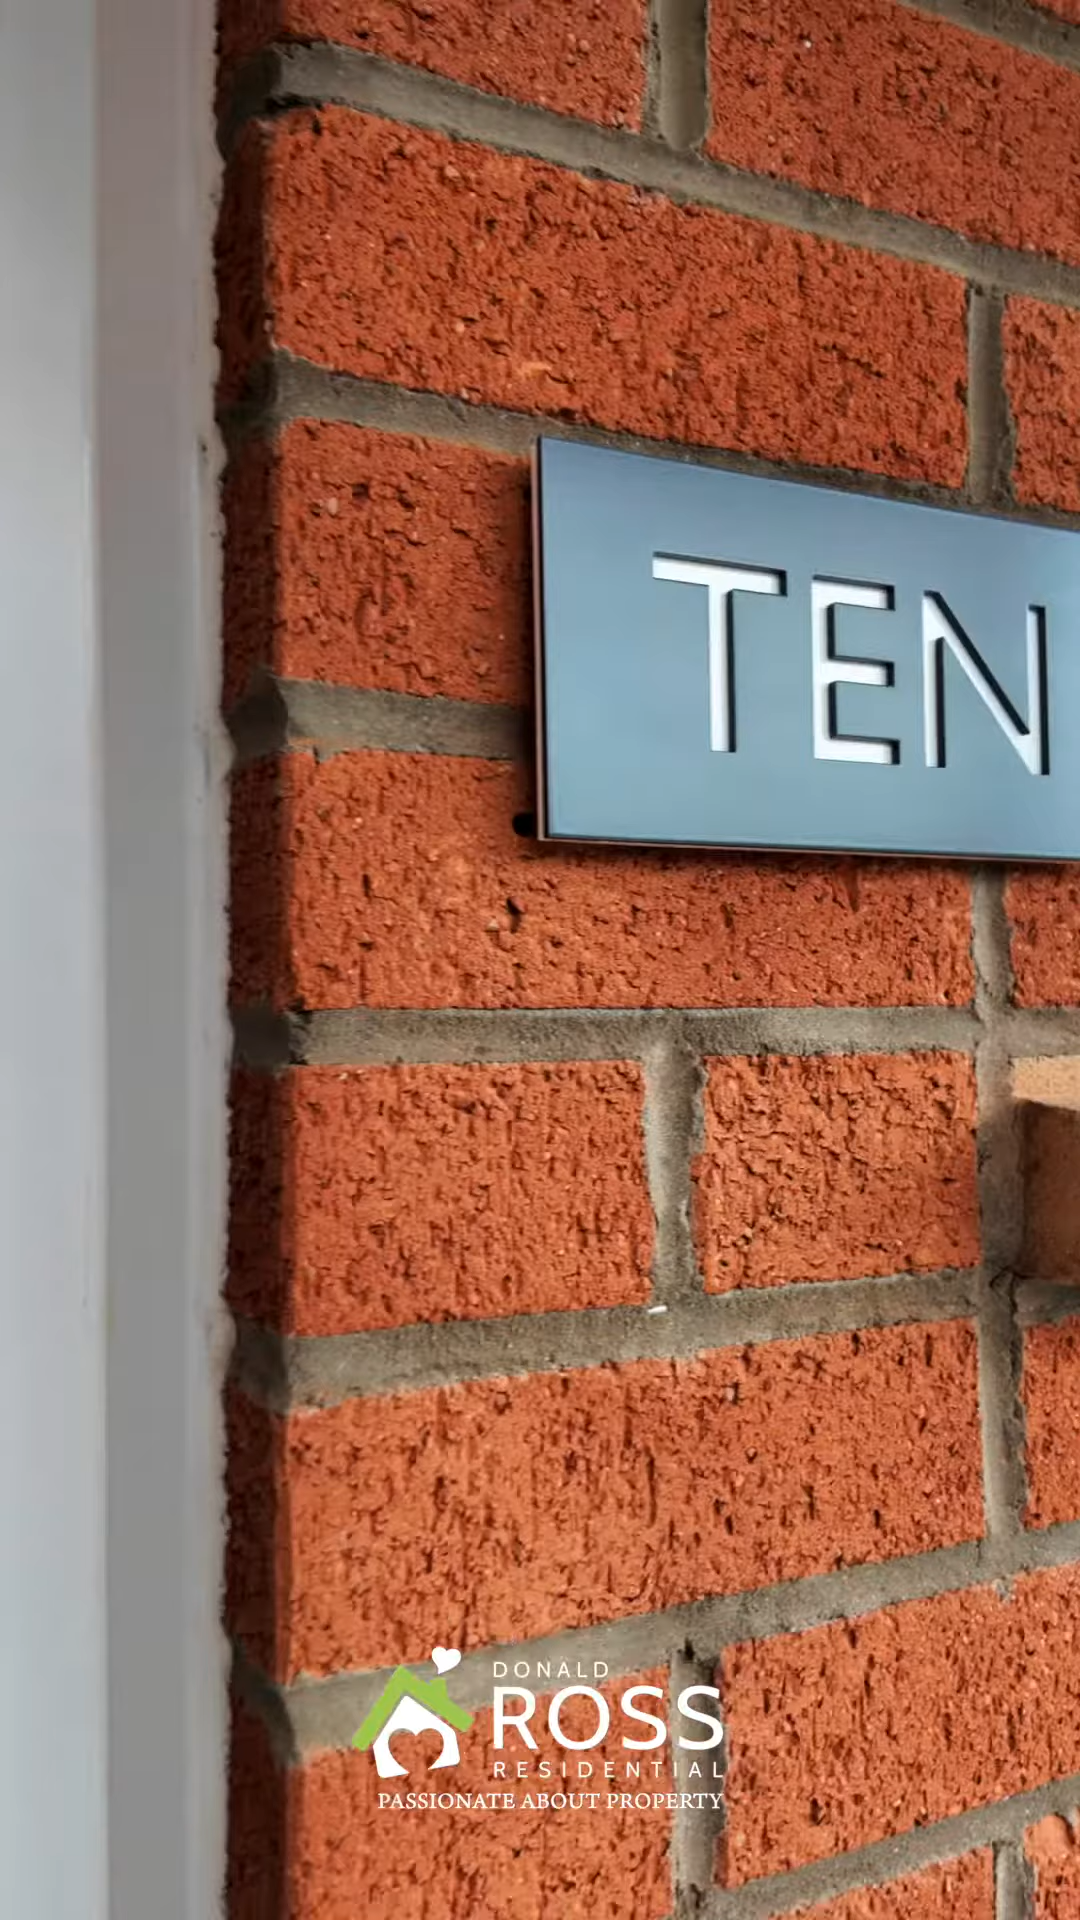 TEN
DONALD
ROSS
RESIDENTIAL
PASSIONATE ABOUT PROPERTY